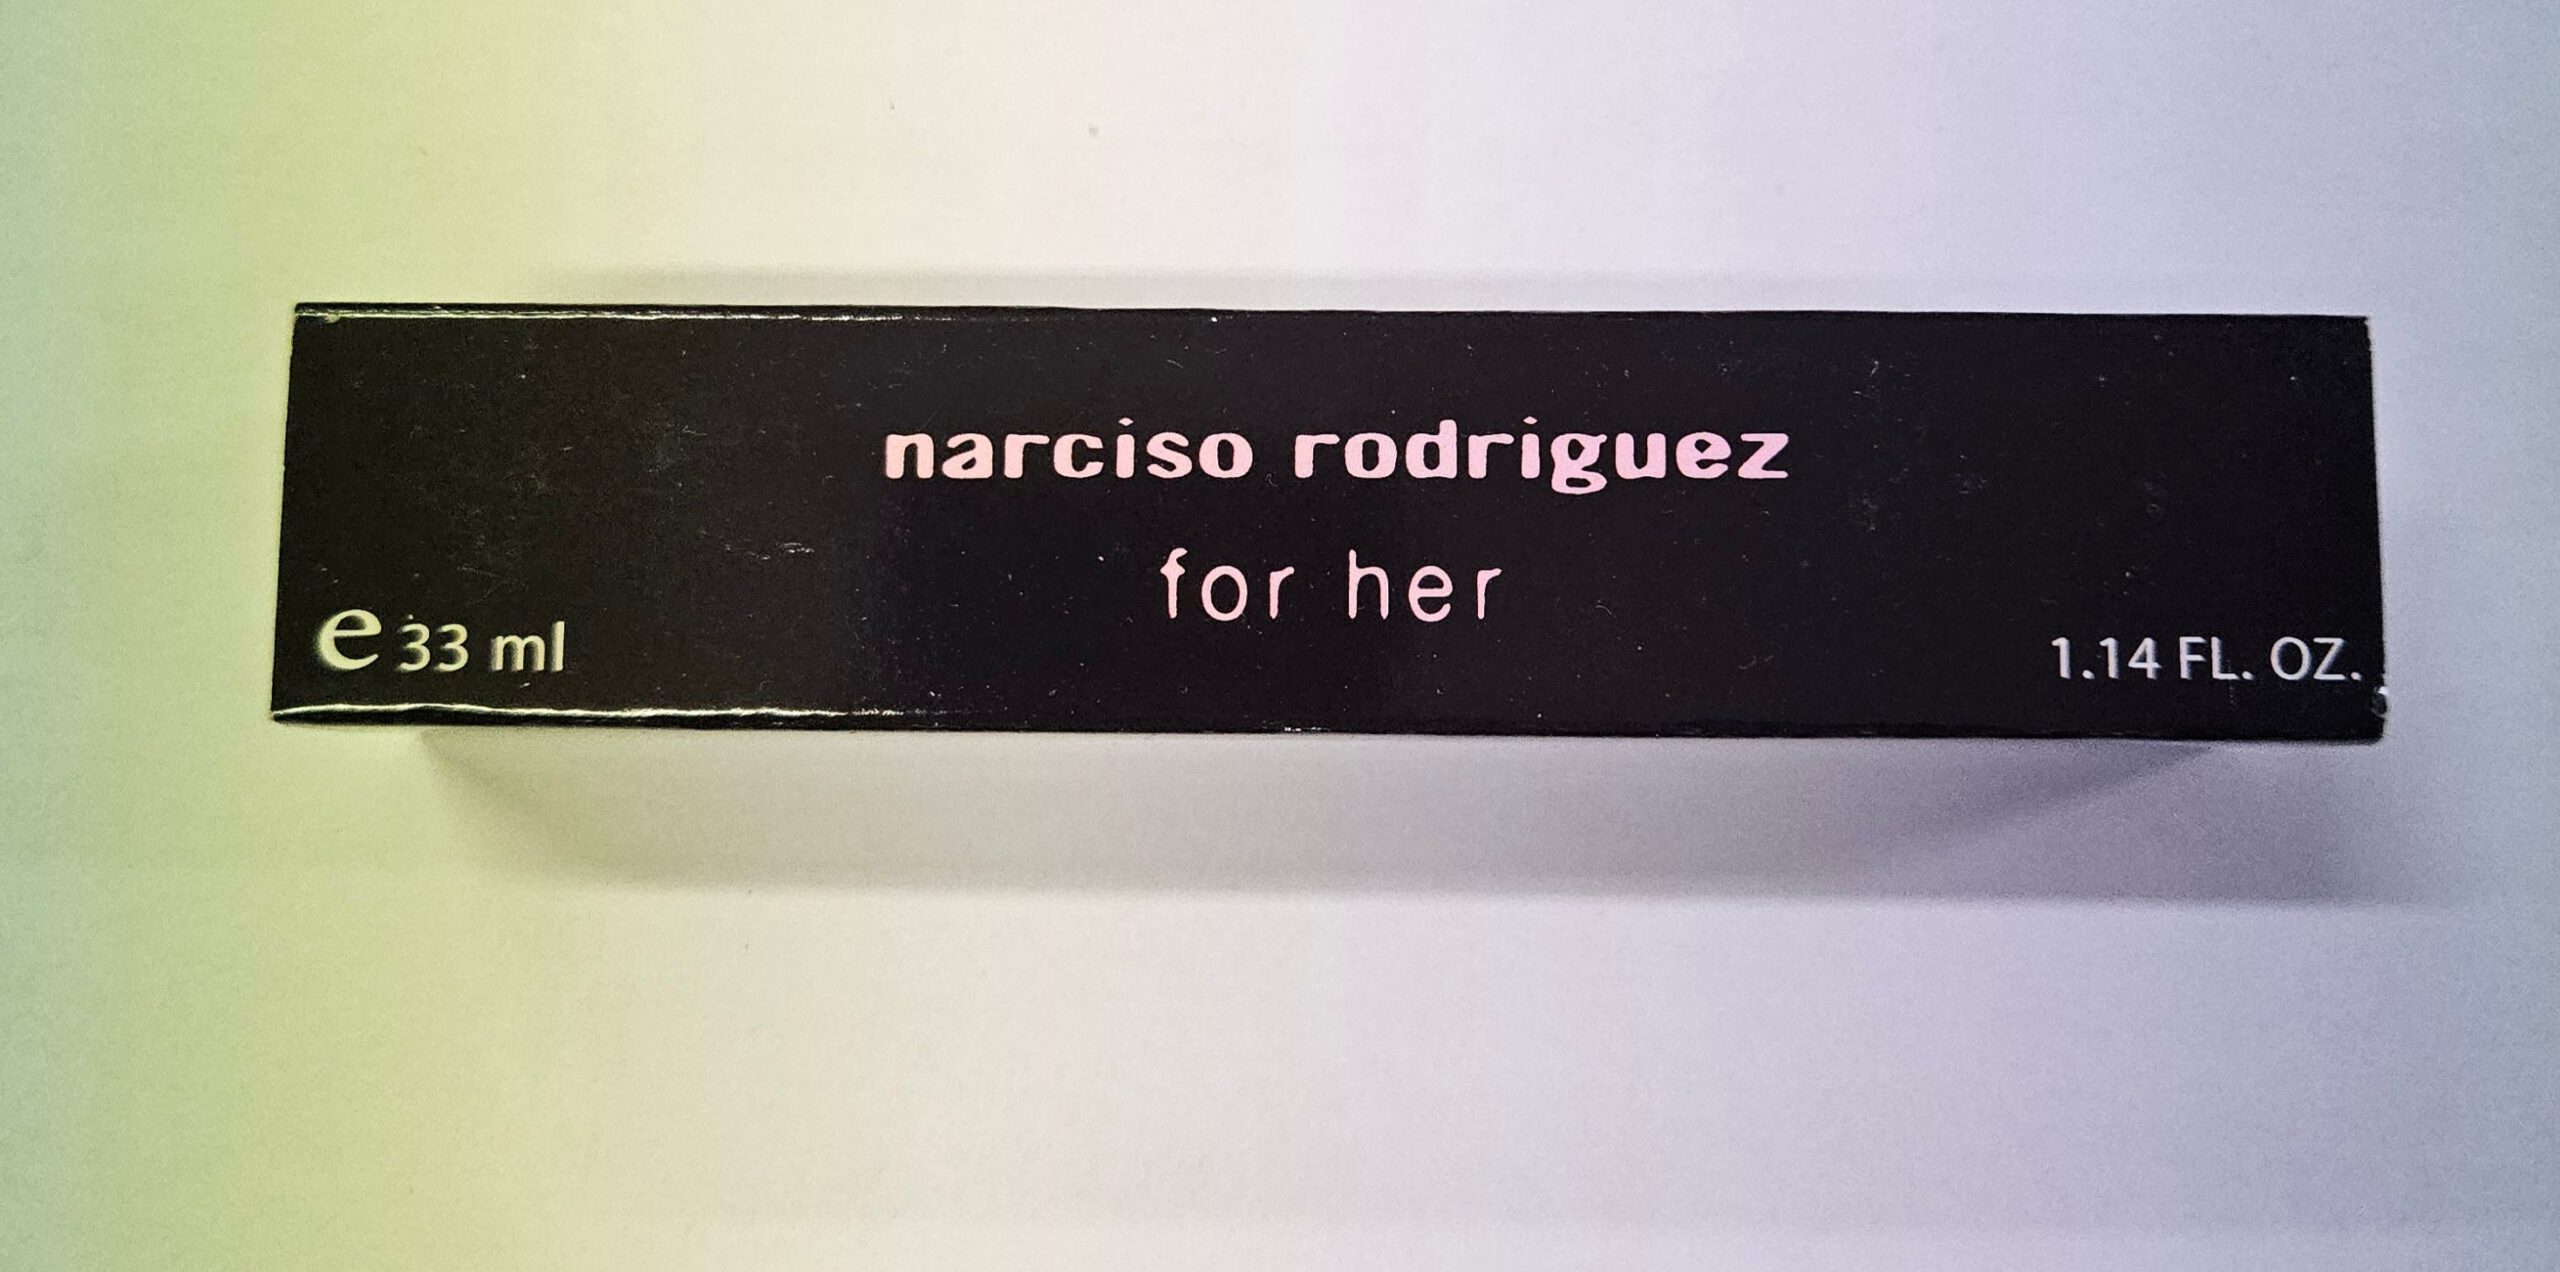 narciso rodriguez
for her
e 33 ml
1.14 FL. OZ.